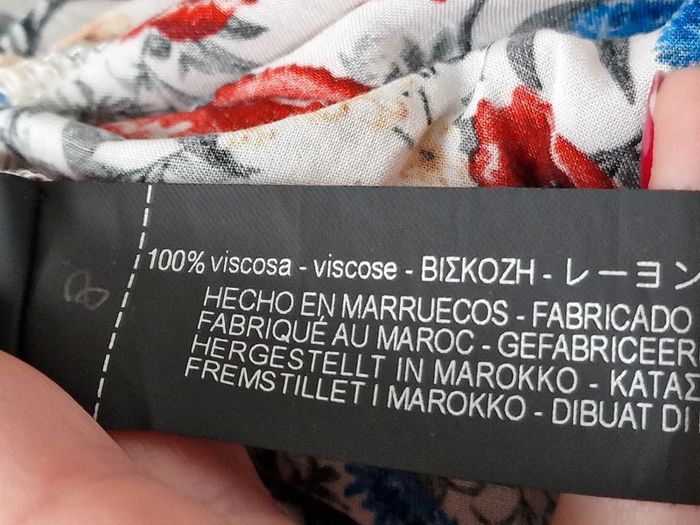 100% viscosa - viscose - ΒΙΣΚΟΖΗ - レーヨン
HECHO EN MARRUECOS - FABRICADO
FABRIQUÉ AU MAROC - GEFABRICEER
HERGESTELLT IN MAROKKO - ΚΑΤΑΣ
FREMSTILLET I MAROKKO - DIBUAT DI
8